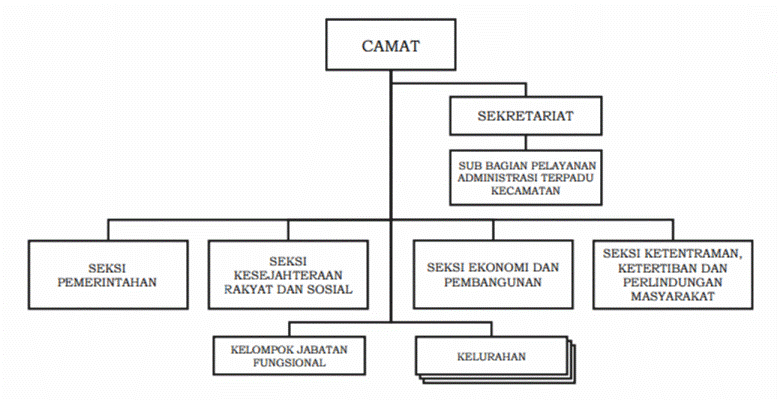 CAMAT
SEKRETARIAT
SUB BAGIAN PELAYANAN
ADMINISTRASI TERPADU
KECAMATAN
SEKSI
PEMERINTAHAN
SEKSI
KESEJAHTERAAN
RAKYAT DAN SOSIAL
SEKSI EKONOMI DAN
PEMBANGUNAN
SEKSI KETENTRAMAN,
KETERTIBAN DAN
PERLINDUNGAN
MASYARAKAT
KELOMPOK JABATAN
FUNGSIONAL
KELURAHAN